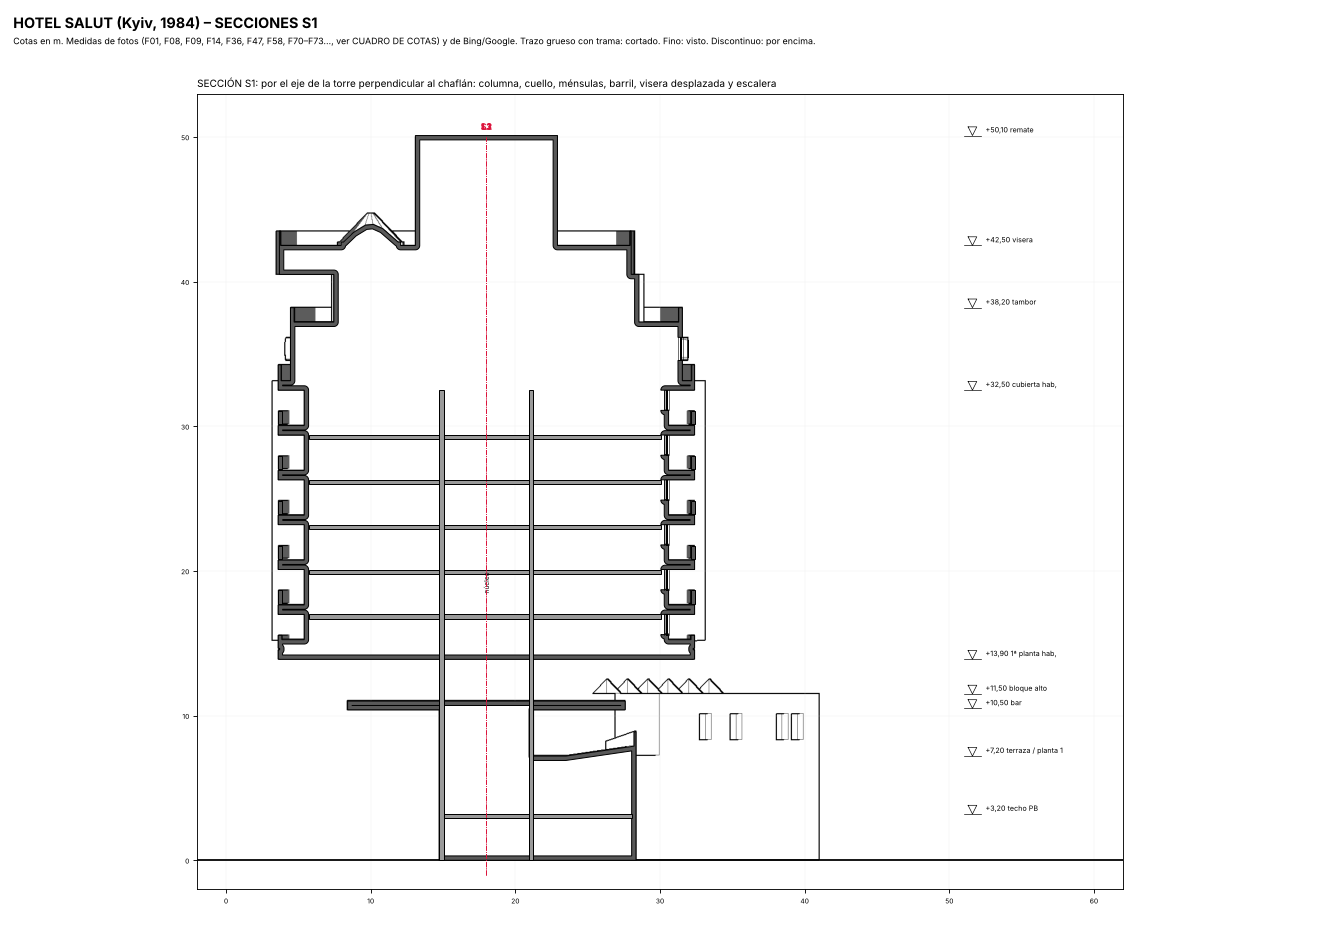 HOTEL SALUT (Kyiv, 1984) – SECCIONES S1
Cotas en m. Medidas de fotos (F01, F08, F09, F14, F36, F47, F58, F70–F73..., ver CUADRO DE COTAS) y de Bing/Google. Trazo grueso con trama: cortado. Fino: visto. Discontinuo: por encima.
SECCIÓN S1: por el eje de la torre perpendicular al chaflán: columna, cuello, ménsulas, barril, visera desplazada y escalera
50
40
30
20
10
0
+50,10 remate
+42,50 visera
+38,20 tambor
+32,50 cubierta hab,
+13,90 1ª planta hab,
+11,50 bloque alto
+10,50 bar
+7,20 terraza / planta 1
+3,20 techo PB
núcleo
0
10
20
30
40
50
60